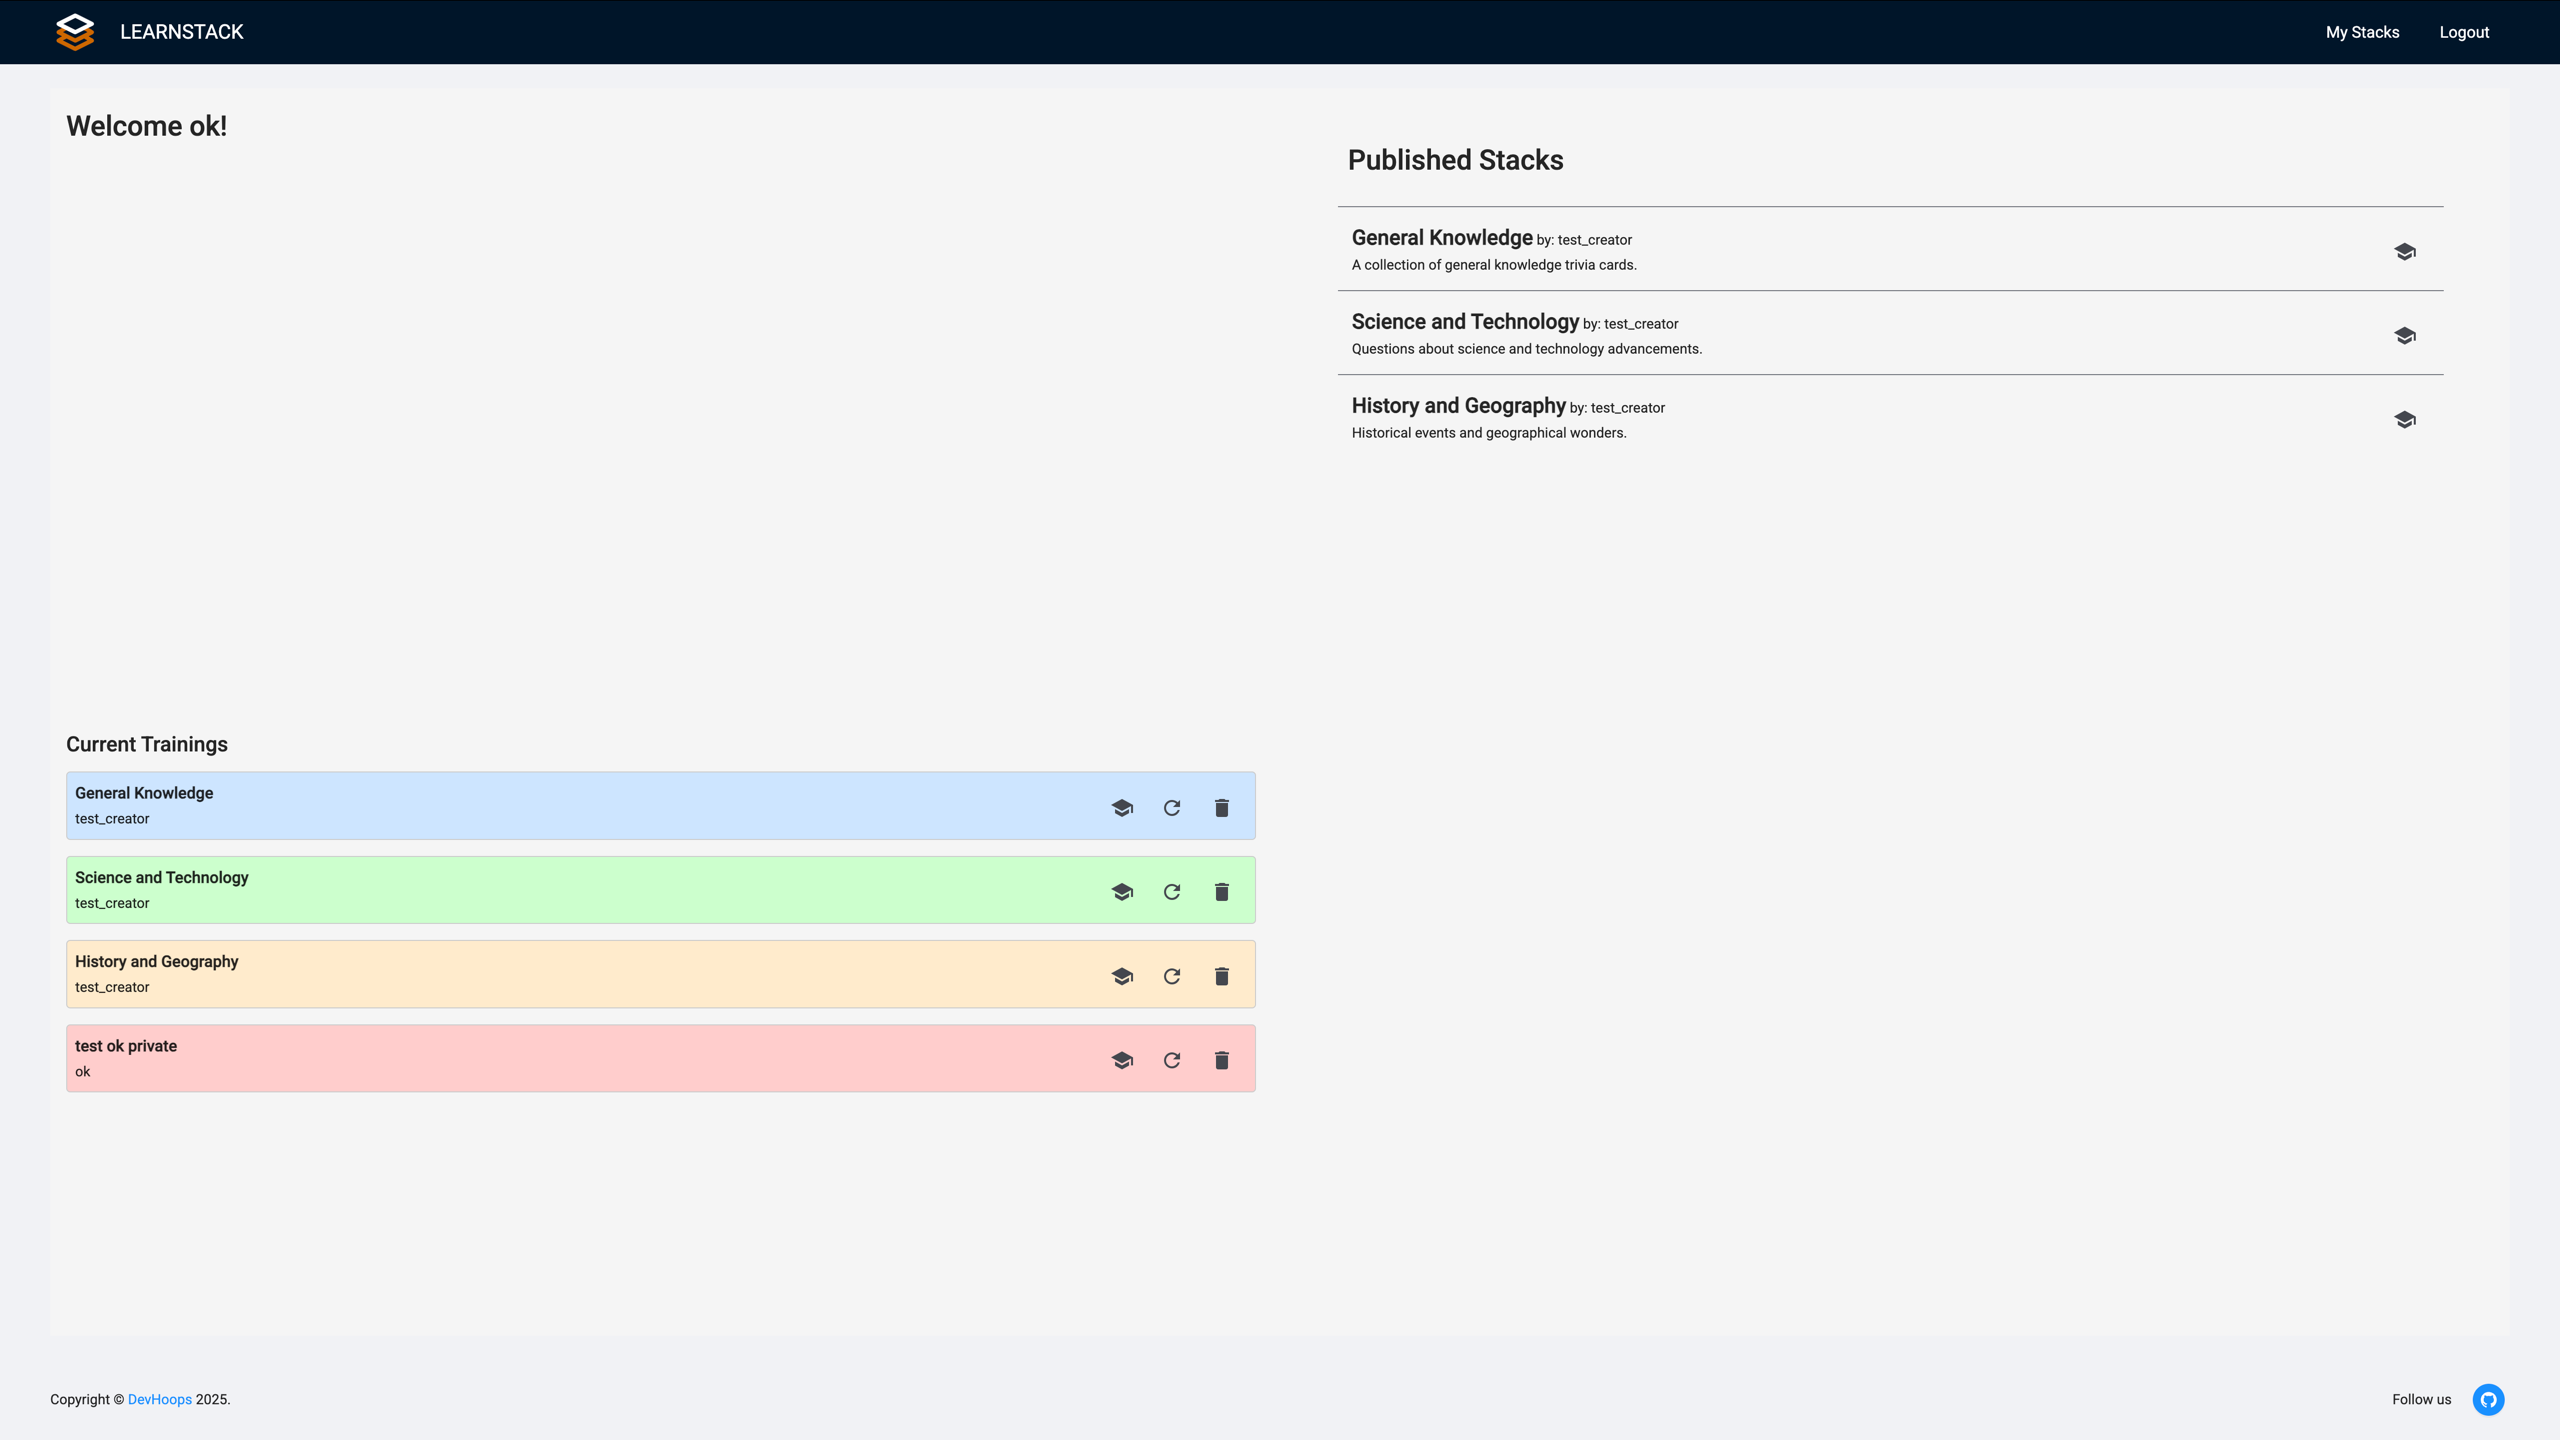 LEARNSTACK
My Stacks
Logout
Welcome ok!
Published Stacks
General Knowledge by: test_creator
A collection of general knowledge trivia cards.
Science and Technology by: test_creator
Questions about science and technology advancements.
History and Geography by: test_creator
Historical events and geographical wonders.
Current Trainings
General Knowledge
test_creator
Science and Technology
test_creator
History and Geography
test_creator
test ok private
ok
Copyright © DevHoops 2025.
Follow us